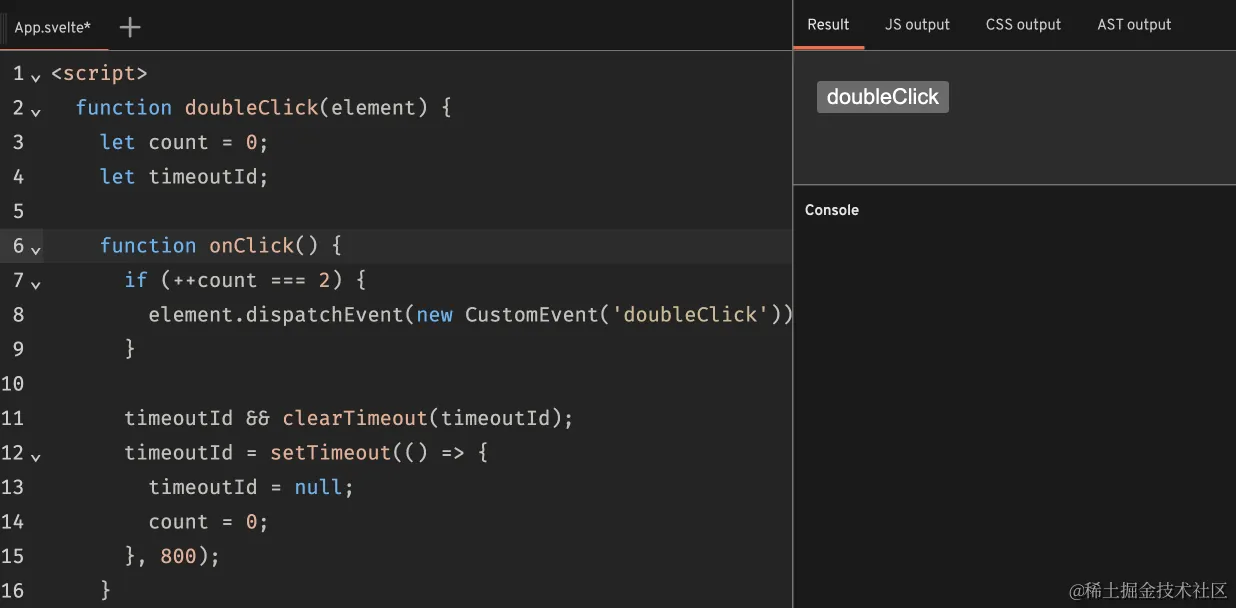 App.svelte*
Result JS output CSS output AST output
1 <script>
2 function doubleClick(element) {
3 let count = 0;
4 let timeoutId;
5
6 function onClick() {
7 if (++count === 2) {
8 element.dispatchEvent(new CustomEvent('doubleClick'))
9 }
10
11 timeoutId && clearTimeout(timeoutId);
12 timeoutId = setTimeout(() => {
13 timeoutId = null;
14 count = 0;
15 }, 800);
16 }
doubleClick
Console
@稀土掘金技术社区